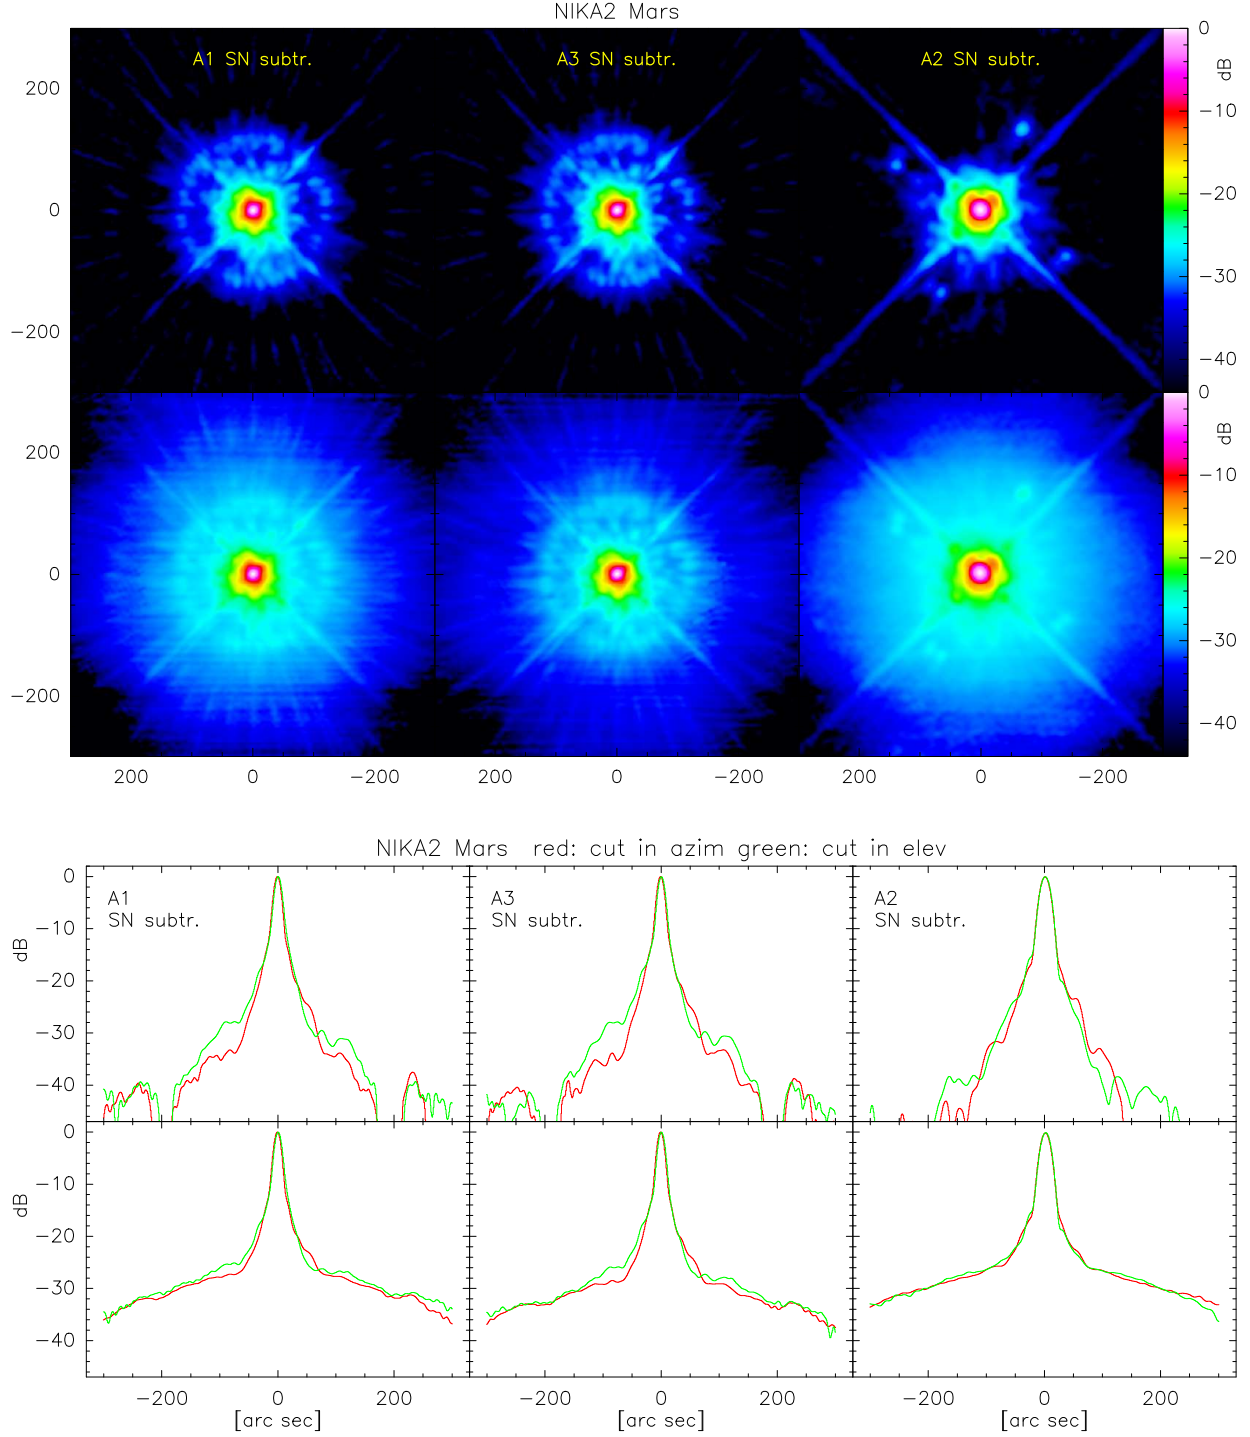 NIKA2 Mars
A1 SN subtr.
A3 SN subtr.
A2 SN subtr.
200
0
−200
0
−10
−20
−30
−40
dB
200
0
−200
0
−10
−20
−30
−40
dB
200 0 −200
200 0 −200
200 0 −200
NIKA2 Mars red: cut in azim green: cut in elev
A1
SN subtr.
A3
SN subtr.
A2
SN subtr.
dB
0
−10
−20
−30
−40
dB
0
−10
−20
−30
−40
−200 0 200
−200 0 200
−200 0 200
[arc sec]
[arc sec]
[arc sec]